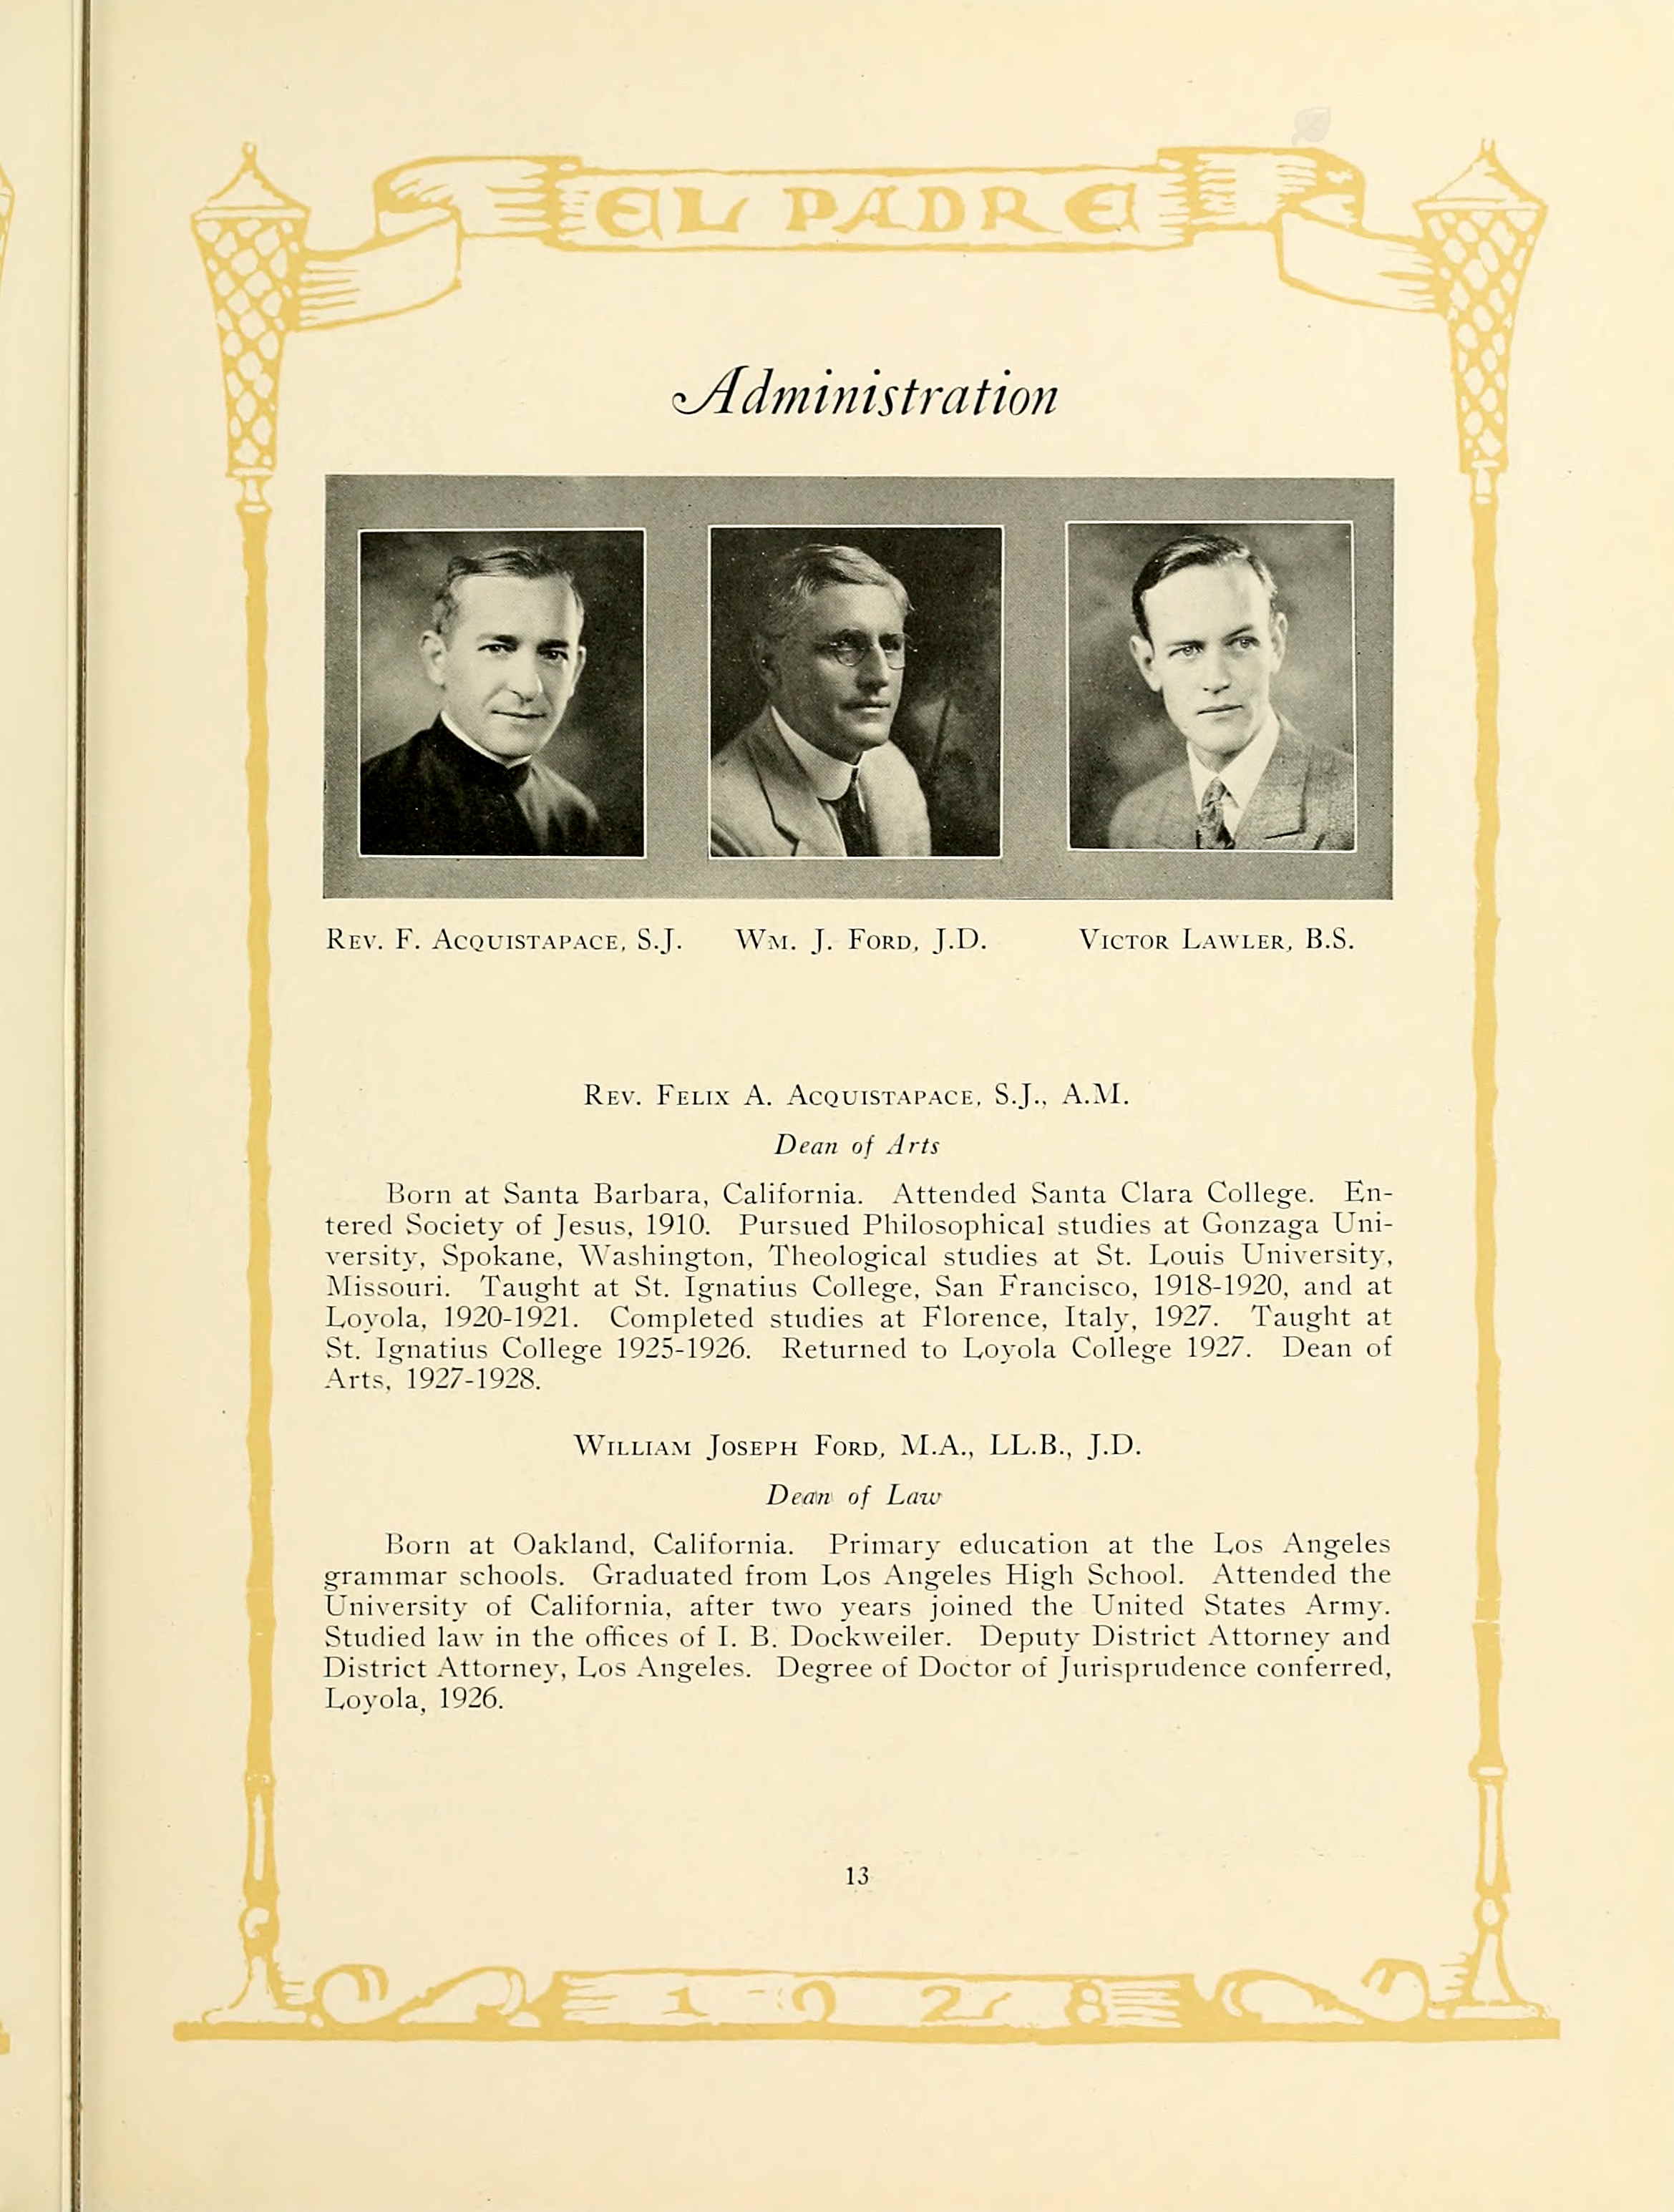 EL PADRE
Administration
REV. F. ACQUISTAPACE, S.J. WM. J. FORD, J.D. VICTOR LAWLER, B.S.
REV. FELIX A. ACQUISTAPACE, S.J., A.M.
Dean of Arts
Born at Santa Barbara, California. Attended Santa Clara College. En-
tered Society of Jesus, 1910. Pursued Philosophical studies at Gonzaga Uni-
versity, Spokane, Washington, Theological studies at St. Louis University,
Missouri. Taught at St. Ignatius College, San Francisco, 1918-1920, and at
Loyola, 1920-1921. Completed studies at Florence, Italy, 1927. Taught at
St. Ignatius College 1925-1926. Returned to Loyola College 1927. Dean of
Arts, 1927-1928.
WILLIAM JOSEPH FORD, M.A., LL.B., J.D.
Dean of Law
Born at Oakland, California. Primary education at the Los Angeles
grammar schools. Graduated from Los Angeles High School. Attended the
University of California, after two years joined the United States Army.
Studied law in the offices of I. B. Dockweiler. Deputy District Attorney and
District Attorney, Los Angeles. Degree of Doctor of Jurisprudence conferred,
Loyola, 1926.
13
1928